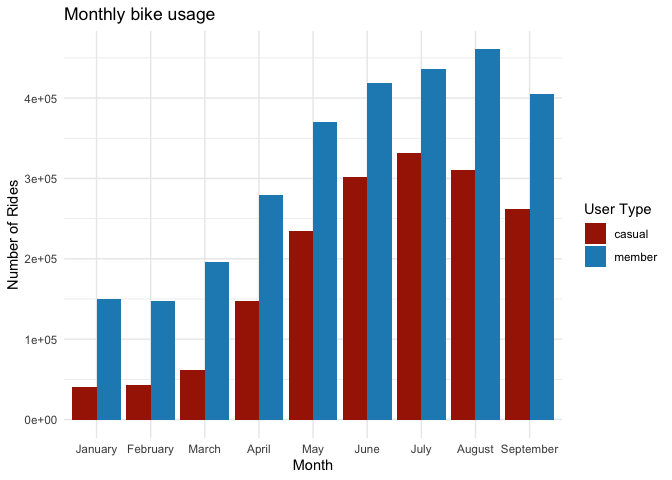 Monthly bike usage
Number of Rides
4e+05
3e+05
2e+05
1e+05
0e+00
January February March April May June July August September
Month
User Type
casual
member